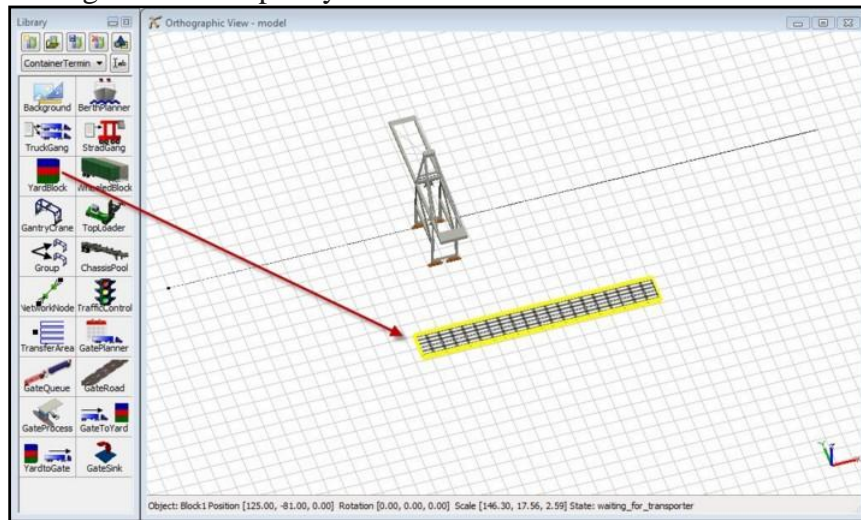 Library
Orthographic View - model
ContainerTermin
Background BerthPlanner
TruckGang StradGang
YardBlock WheeledBlock
GantryCrane TopLoader
Group ChassisPool
NetworkNode TrafficControl
TransferArea GatePlanner
GateQueue GateRoad
GateProcess GateToYard
YardtoGate GateSink
Object: Block1 Position [125.00, -81.00, 0.00] Rotation [0.00, 0.00, 0.00] Scale [146.30, 17.56, 2.59] State: waiting_for_transporter